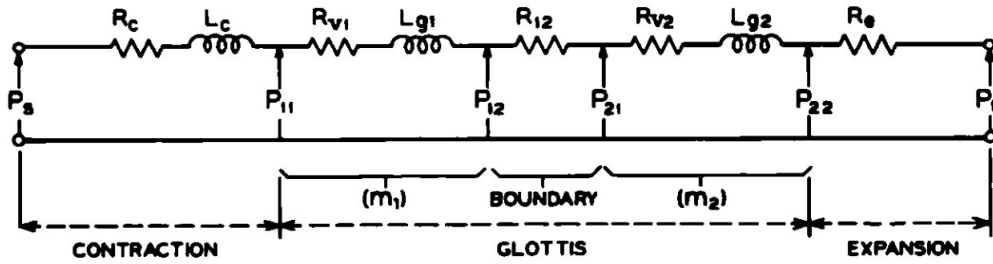 Rc Lc Rv1 Lg1 R12 Rv2 Lg2 Re
Ps P11 P12 P21 P22 P1
(m1) BOUNDARY (m2)
CONTRACTION GLOTTIS EXPANSION